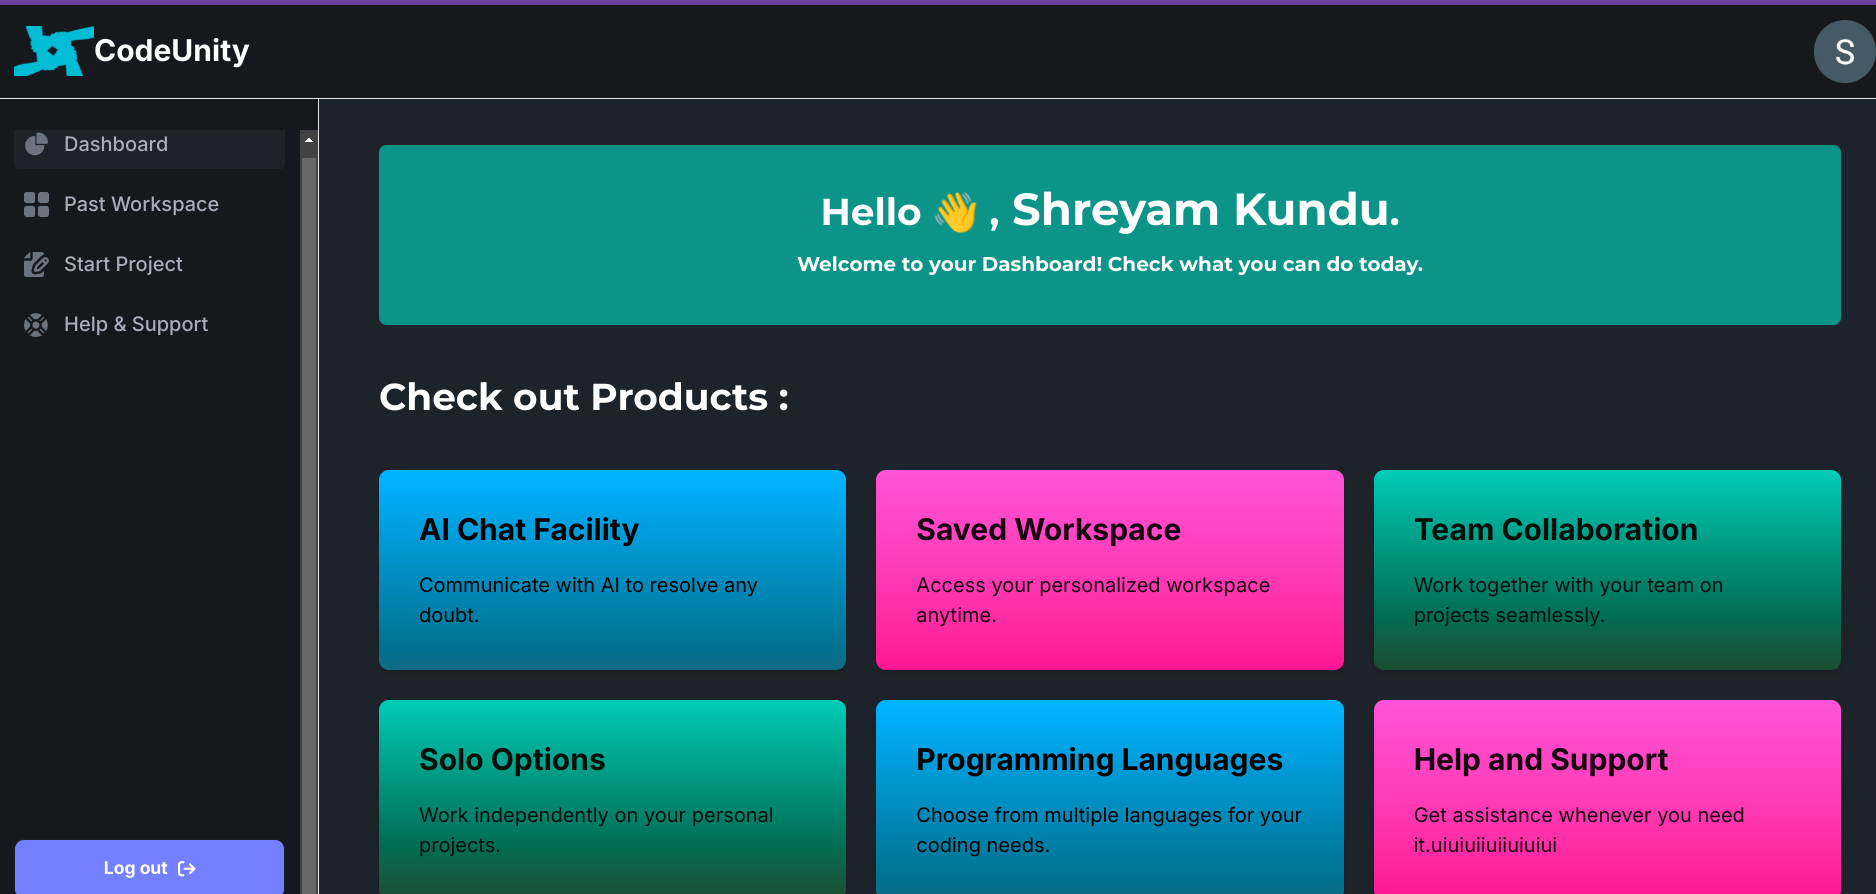 CodeUnity
S
Dashboard
Past Workspace
Start Project
Help & Support
Log out
Hello 👋 , Shreyam Kundu.
Welcome to your Dashboard! Check what you can do today.
Check out Products :
AI Chat Facility
Communicate with AI to resolve any
doubt.
Saved Workspace
Access your personalized workspace
anytime.
Team Collaboration
Work together with your team on
projects seamlessly.
Solo Options
Work independently on your personal
projects.
Programming Languages
Choose from multiple languages for your
coding needs.
Help and Support
Get assistance whenever you need
it.uiuiuiiuiiuiuiui